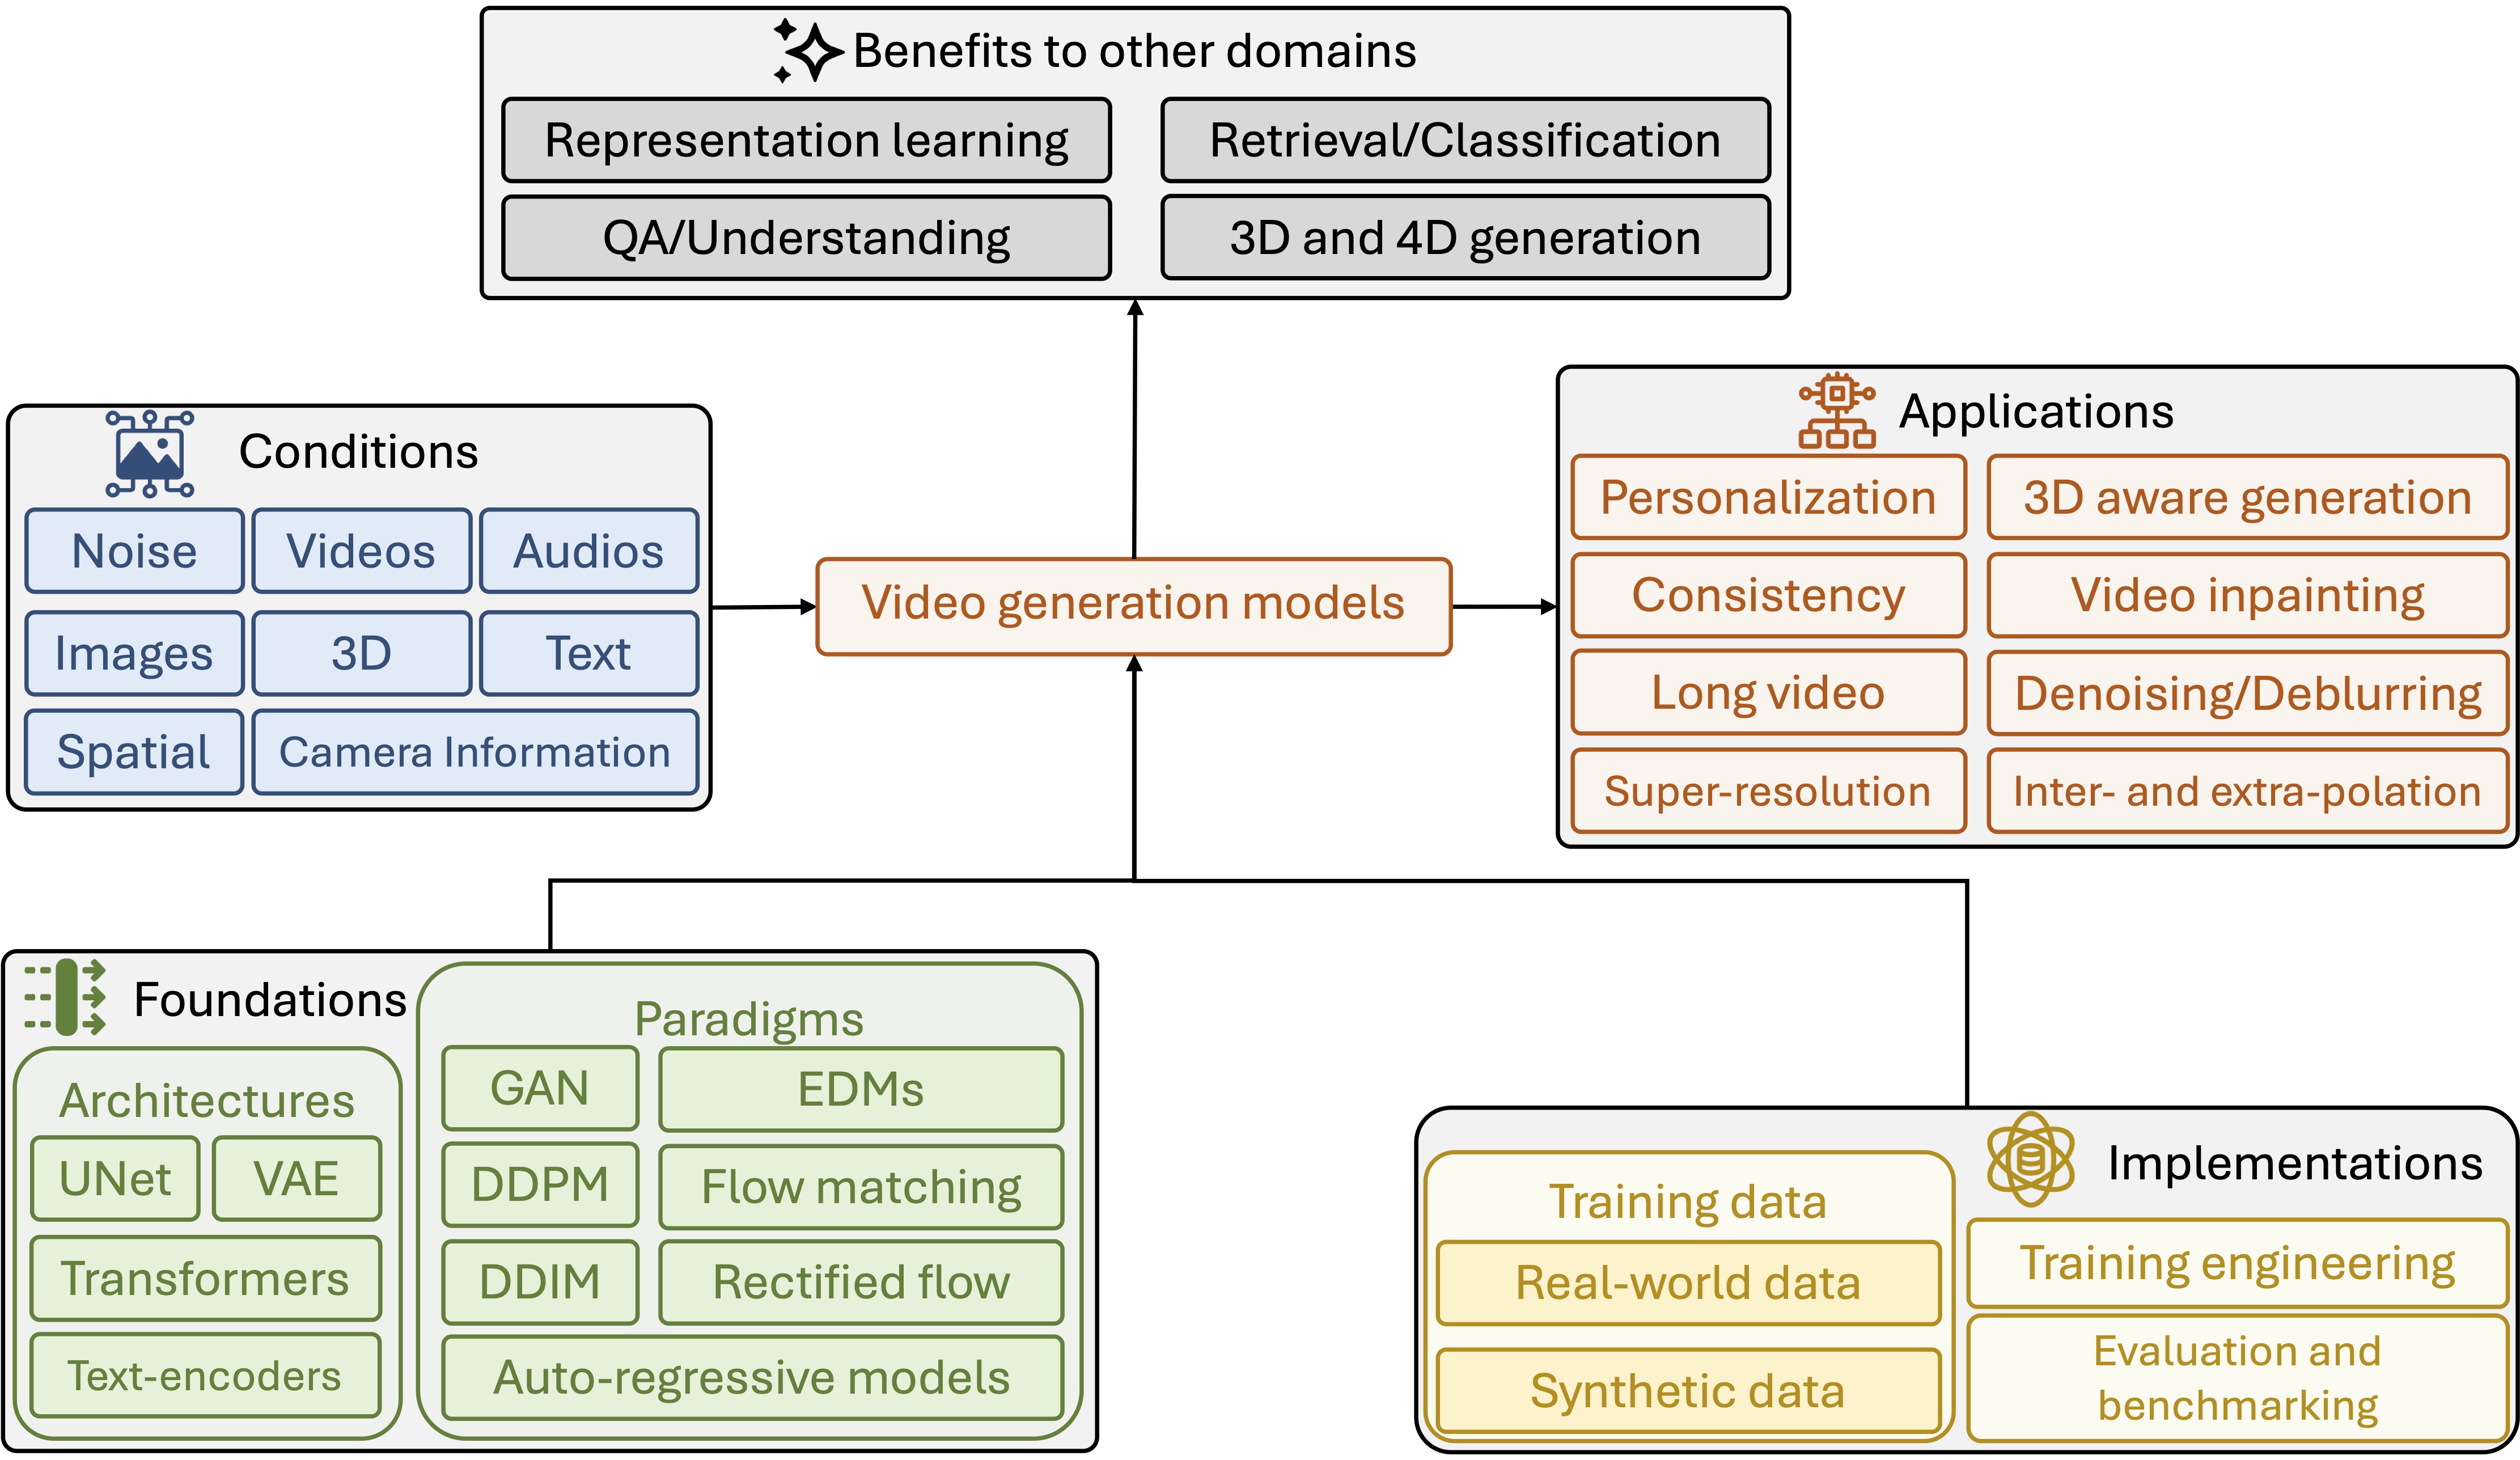 Benefits to other domains
Representation learning
Retrieval/Classification
QA/Understanding
3D and 4D generation
Conditions
Noise
Videos
Audios
Images
3D
Text
Spatial
Camera Information
Video generation models
Applications
Personalization
3D aware generation
Consistency
Video inpainting
Long video
Denoising/Deblurring
Super-resolution
Inter- and extra-polation
Foundations
Architectures
UNet
VAE
Transformers
Text-encoders
Paradigms
GAN
EDMs
DDPM
Flow matching
DDIM
Rectified flow
Auto-regressive models
Implementations
Training data
Real-world data
Synthetic data
Training engineering
Evaluation and
benchmarking